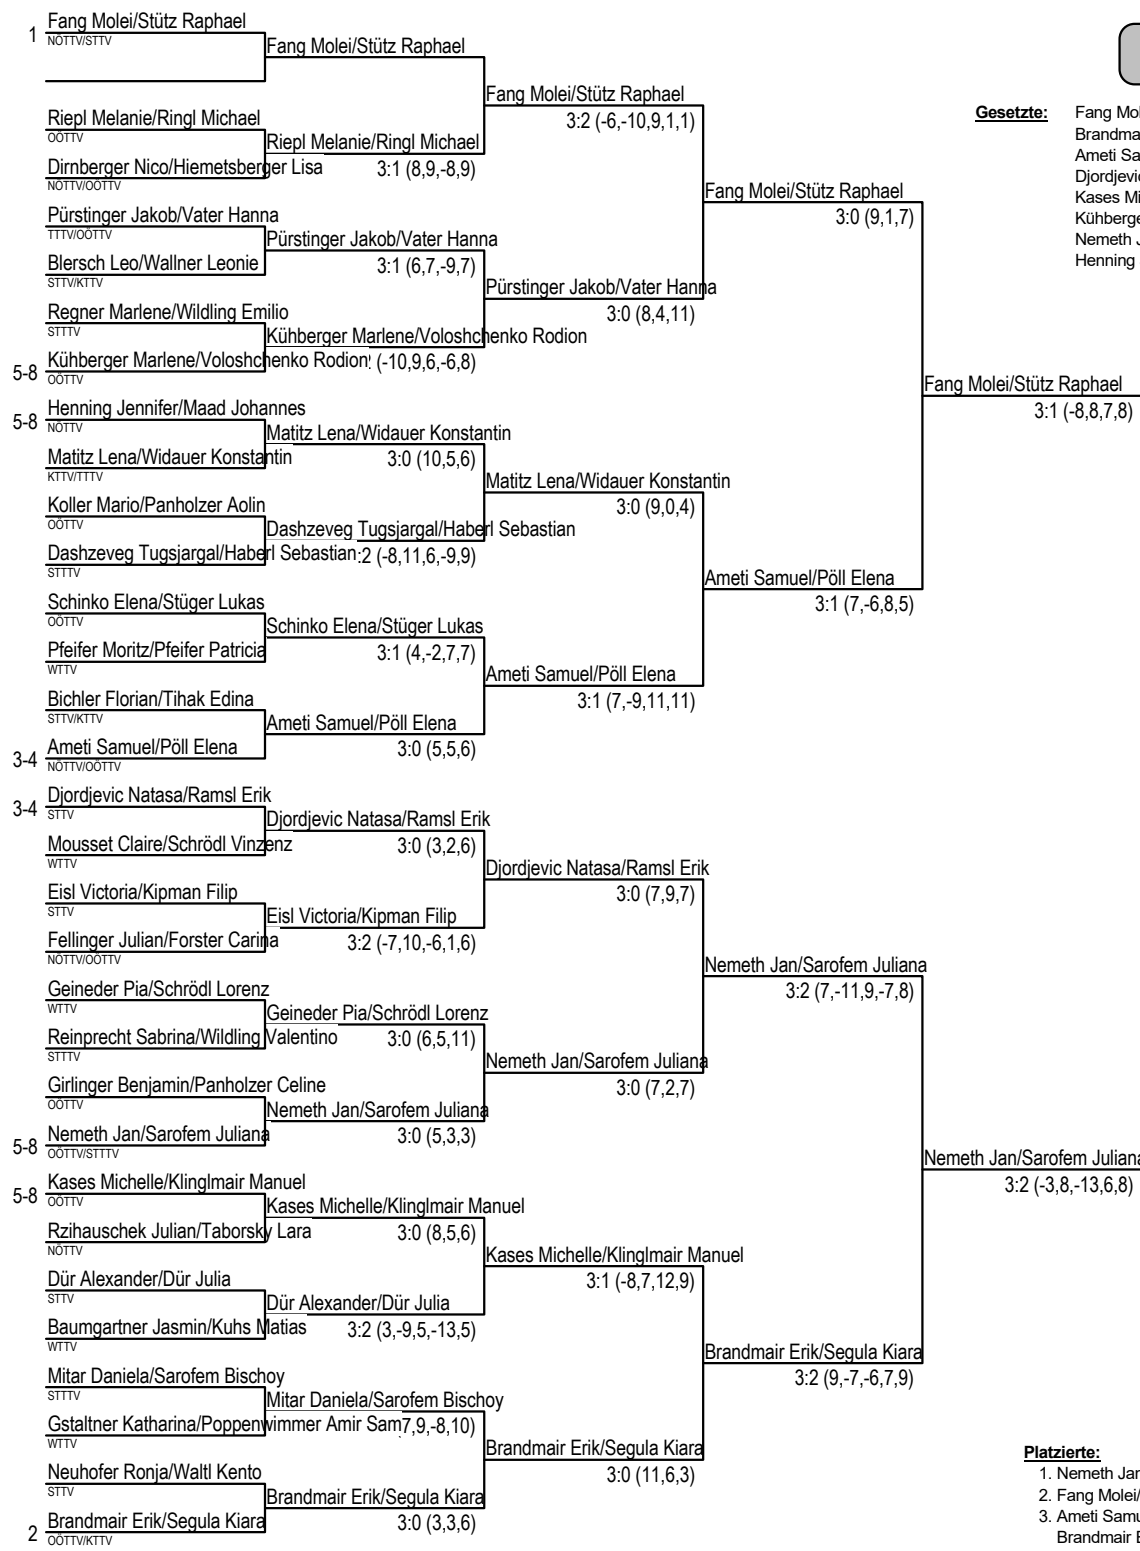 Fang Molei/Stütz Raphael
1 NÖTTV/STTV
Fang Molei/Stütz Raphael
Fang Molei/Stütz Raphael
3:2 (-6,-10,9,1,1)
Riepl Melanie/Ringl Michael
OÖTTV
Riepl Melanie/Ringl Michael
3:1 (8,9,-8,9)
Dirnberger Nico/Hiemetsberger Lisa
NÖTTV/OÖTTV
Fang Molei/Stütz Raphael
3:0 (9,1,7)
Pürstinger Jakob/Vater Hanna
TTTV/OÖTTV
Pürstinger Jakob/Vater Hanna
3:1 (6,7,-9,7)
Blersch Leo/Wallner Leonie
STTV/KTTV
Pürstinger Jakob/Vater Hanna
3:0 (8,4,11)
Regner Marlene/Wildling Emilio
STTTV
Kühberger Marlene/Voloshchenko Rodion
(-10,9,6,-6,8)
Kühberger Marlene/Voloshchenko Rodion
5-8 OÖTTV
Fang Molei/Stütz Raphael
3:1 (-8,8,7,8)
Henning Jennifer/Maad Johannes
5-8 NÖTTV
Matitz Lena/Widauer Konstantin
3:0 (10,5,6)
Matitz Lena/Widauer Konstantin
KTTV/TTTV
Matitz Lena/Widauer Konstantin
3:0 (9,0,4)
Koller Mario/Panholzer Aolin
OÖTTV
Dashzeveg Tugsjargal/Haberl Sebastian
:2 (-8,11,6,-9,9)
Dashzeveg Tugsjargal/Haberl Sebastian
STTTV
Ameti Samuel/Pöll Elena
3:1 (7,-6,8,5)
Schinko Elena/Stüger Lukas
OÖTTV
Schinko Elena/Stüger Lukas
3:1 (4,-2,7,7)
Pfeifer Moritz/Pfeifer Patricia
WTTV
Ameti Samuel/Pöll Elena
3:1 (7,-9,11,11)
Bichler Florian/Tihak Edina
STTV/KTTV
Ameti Samuel/Pöll Elena
3:0 (5,5,6)
Ameti Samuel/Pöll Elena
3-4 NÖTTV/OÖTTV
Djordjevic Natasa/Ramsl Erik
3-4 STTV
Djordjevic Natasa/Ramsl Erik
3:0 (3,2,6)
Mousset Claire/Schrödl Vinzenz
WTTV
Djordjevic Natasa/Ramsl Erik
3:0 (7,9,7)
Eisl Victoria/Kipman Filip
STTV
Eisl Victoria/Kipman Filip
3:2 (-7,10,-6,1,6)
Fellinger Julian/Forster Carina
NÖTTV/OÖTTV
Nemeth Jan/Sarofem Juliana
3:2 (7,-11,9,-7,8)
Geineder Pia/Schrödl Lorenz
WTTV
Geineder Pia/Schrödl Lorenz
3:0 (6,5,11)
Reinprecht Sabrina/Wildling Valentino
STTTV
Nemeth Jan/Sarofem Juliana
3:0 (7,2,7)
Girlinger Benjamin/Panholzer Celine
OÖTTV
Nemeth Jan/Sarofem Juliana
3:0 (5,3,3)
Nemeth Jan/Sarofem Juliana
5-8 OÖTTV/STTTV
Nemeth Jan/Sarofem Juliana
3:2 (-3,8,-13,6,8)
Kases Michelle/Klinglmair Manuel
5-8 OÖTTV
Kases Michelle/Klinglmair Manuel
3:0 (8,5,6)
Rzihauschek Julian/Taborsky Lara
NÖTTV
Kases Michelle/Klinglmair Manuel
3:1 (-8,7,12,9)
Dür Alexander/Dür Julia
STTV
Dür Alexander/Dür Julia
3:2 (3,-9,5,-13,5)
Baumgartner Jasmin/Kuhs Matias
WTTV
Brandmair Erik/Segula Kiara
3:2 (9,-7,-6,7,9)
Mitar Daniela/Sarofem Bischoy
STTTV
Mitar Daniela/Sarofem Bischoy
7,9,-8,10)
Gstaltner Katharina/Poppenwimmer Amir Sam
WTTV
Brandmair Erik/Segula Kiara
3:0 (11,6,3)
Neuhofer Ronja/Waltl Kento
STTV
Brandmair Erik/Segula Kiara
3:0 (3,3,6)
Brandmair Erik/Segula Kiara
2 OÖTTV/KTTV
Gesetzte: Fang Mol
Brandma
Ameti Sa
Djordjevi
Kases Mi
Kühberge
Nemeth J
Henning
Platzierte:
1. Nemeth Jan
2. Fang Molei/
3. Ameti Samu
Brandmair E